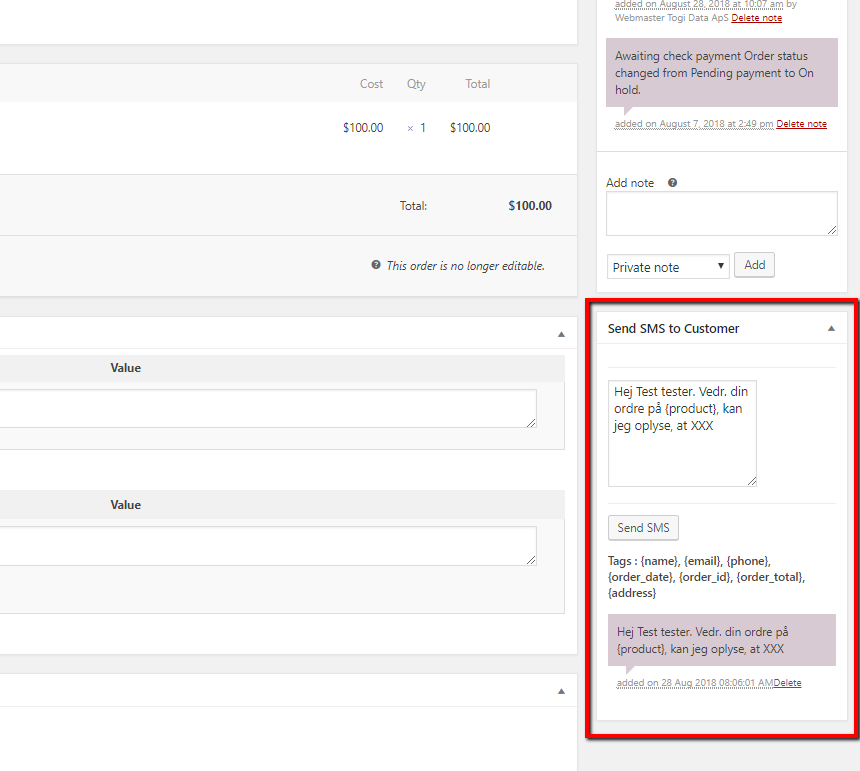 Cost Qty Total
$100.00 × 1 $100.00
Total: $100.00
This order is no longer editable.
Value
Value
added on August 28, 2018 at 10:07 am by
Webmaster Togi Data ApS Delete note
Awaiting check payment Order status
changed from Pending payment to On
hold.
added on August 7, 2018 at 2:49 pm Delete note
Add note
Private note Add
Send SMS to Customer
Hej Test tester. Vedr. din
ordre på {product}, kan
jeg oplyse, at XXX
Send SMS
Tags : {name}, {email}, {phone},
{order_date}, {order_id}, {order_total},
{address}
Hej Test tester. Vedr. din ordre på
{product}, kan jeg oplyse, at XXX
added on 28 Aug 2018 08:06:01 AMDelete